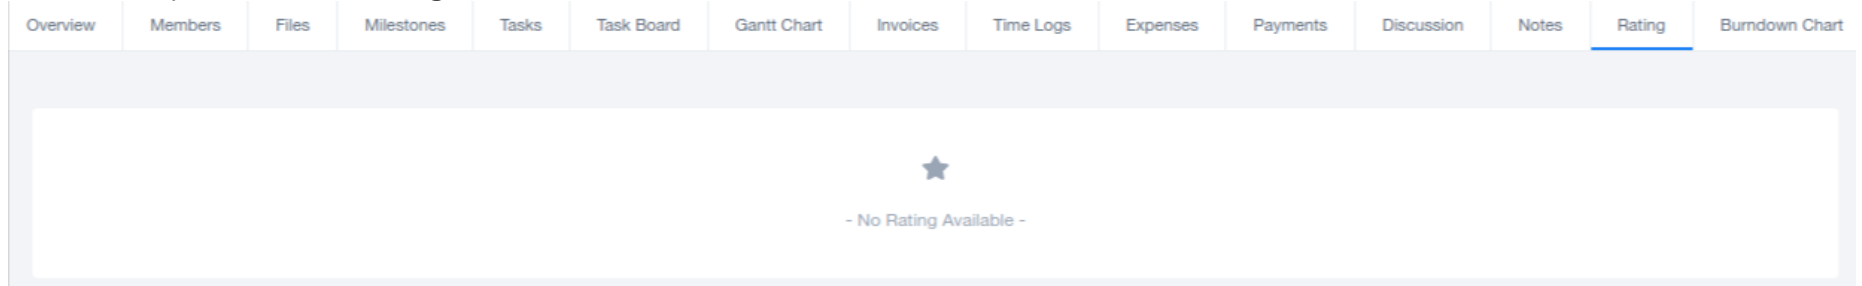 Overview Members Files Milestones Tasks Task Board Gantt Chart Invoices Time Logs Expenses Payments Discussion Notes Rating Burndown Chart
- No Rating Available -